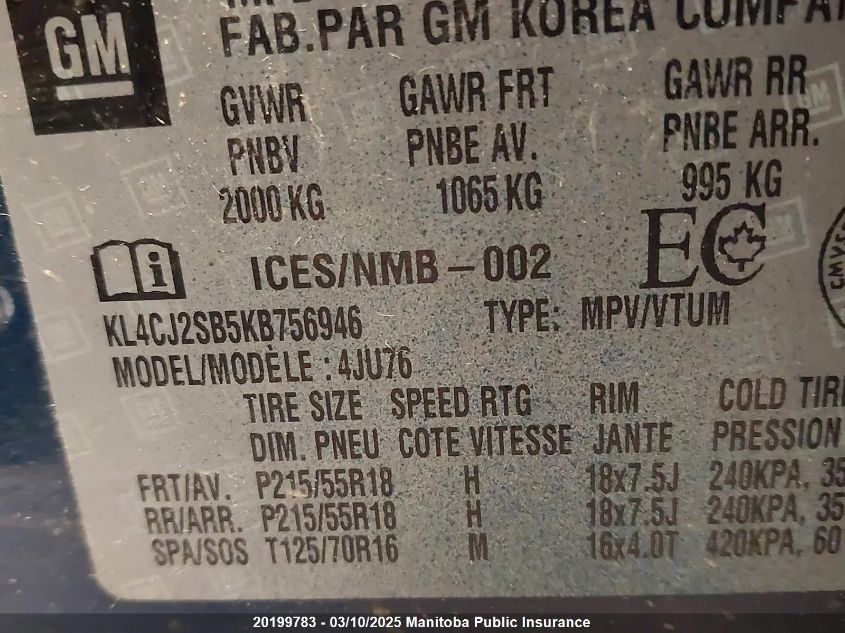 GM
FAB.PAR GM KOREA
GVWR GAWR FRT GAWR RR
PNBV PNBE AV. PNBE ARR.
2000 KG 1065 KG 995 KG
ICES/NMB-002 EC
KL4CJ2SB5KB756946 TYPE: MPV/VTUM
MODEL/MODÈLE : 4JU76
TIRE SIZE SPEED RTG RIM COLD
DIM. PNEU COTE VITESSE JANTE PRESSION
FRT/AV. P215/55R18 H 18x7.5J 240KPA, 35
RR/ARR. P215/55R18 H 18x7.5J 240KPA, 35
SPA/SOS T125/70R16 M 16x4.0T 420KPA, 60
20199783 - 03/10/2025 Manitoba Public Insurance